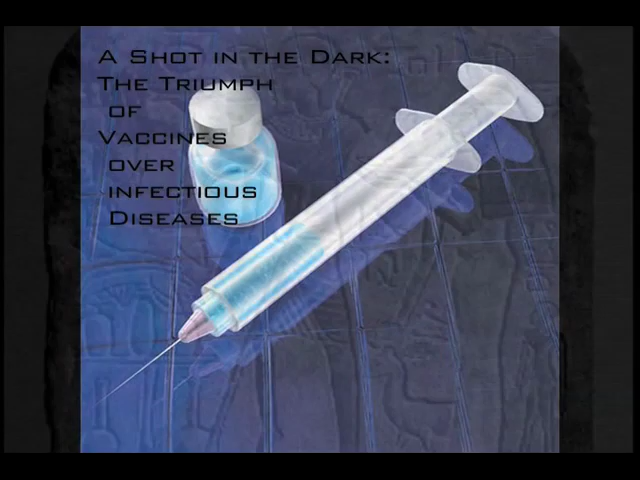 A Shot in the Dark:
The Triumph
of
Vaccines
over
infectious
Diseases